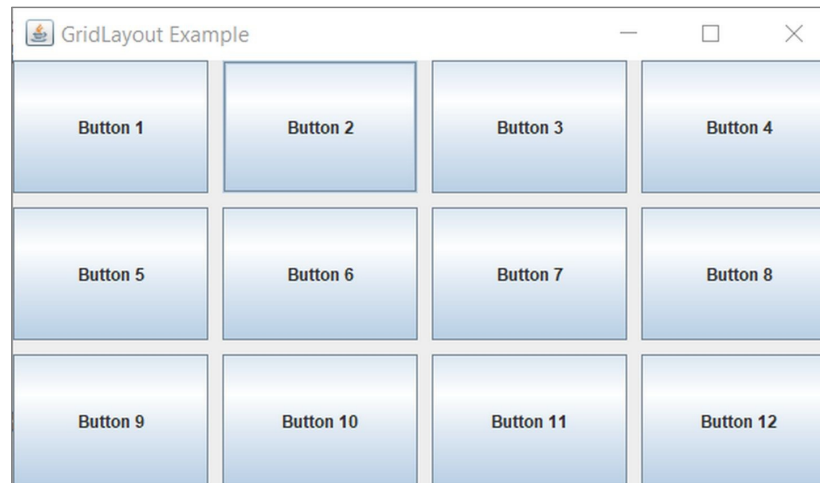 GridLayout Example
Button 1 Button 2 Button 3 Button 4
Button 5 Button 6 Button 7 Button 8
Button 9 Button 10 Button 11 Button 12